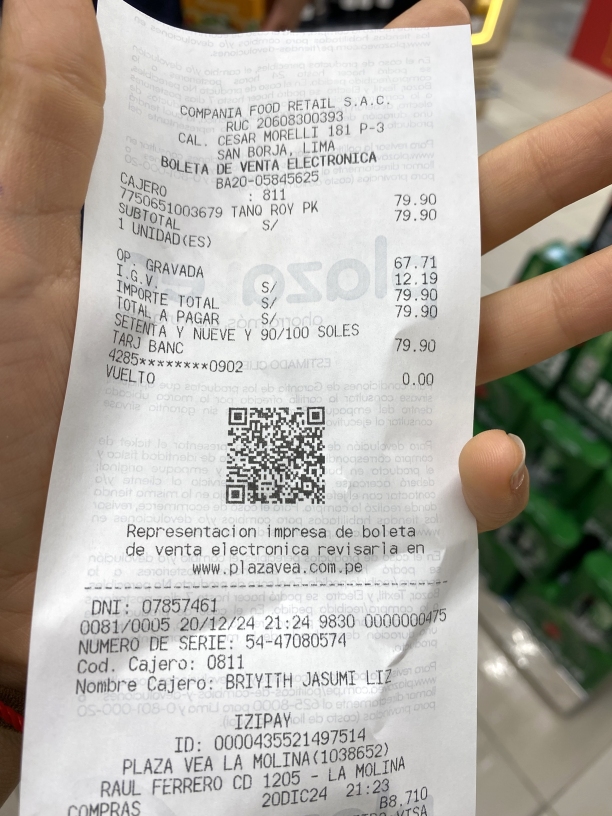 COMPANIA FOOD RETAIL S.A.C.
RUC 20608300393
CAL. CESAR MORELLI 181 P-3
SAN BORJA, LIMA
BOLETA DE VENTA ELECTRONICA
BA20-05845625
CAJERO : 811
7750651003679 TANQ ROY PK 79.90
SUBTOTAL S/ 79.90
1 UNIDAD(ES)
OP. GRAVADA 67.71
I.G.V. S/ 12.19
IMPORTE TOTAL S/ 79.90
TOTAL A PAGAR S/ 79.90
SETENTA Y NUEVE Y 90/100 SOLES
TARJ BANC 79.90
4285********0902
VUELTO 0.00
Representacion impresa de boleta
de venta electronica revisarla en
www.plazavea.com.pe
DNI: 07857461
0081/0005 20/12/24 21:24 9830 0000000475
NUMERO DE SERIE: 54-47080574
Cod. Cajero: 0811
Nombre Cajero: BRIYITH JASUMI LIZ
IZIPAY
ID: 0000435521497514
PLAZA VEA LA MOLINA(1038652)
RAUL FERRERO CD 1205 - LA MOLINA
20DIC24 21:23
COMPRAS B8.710
VISA